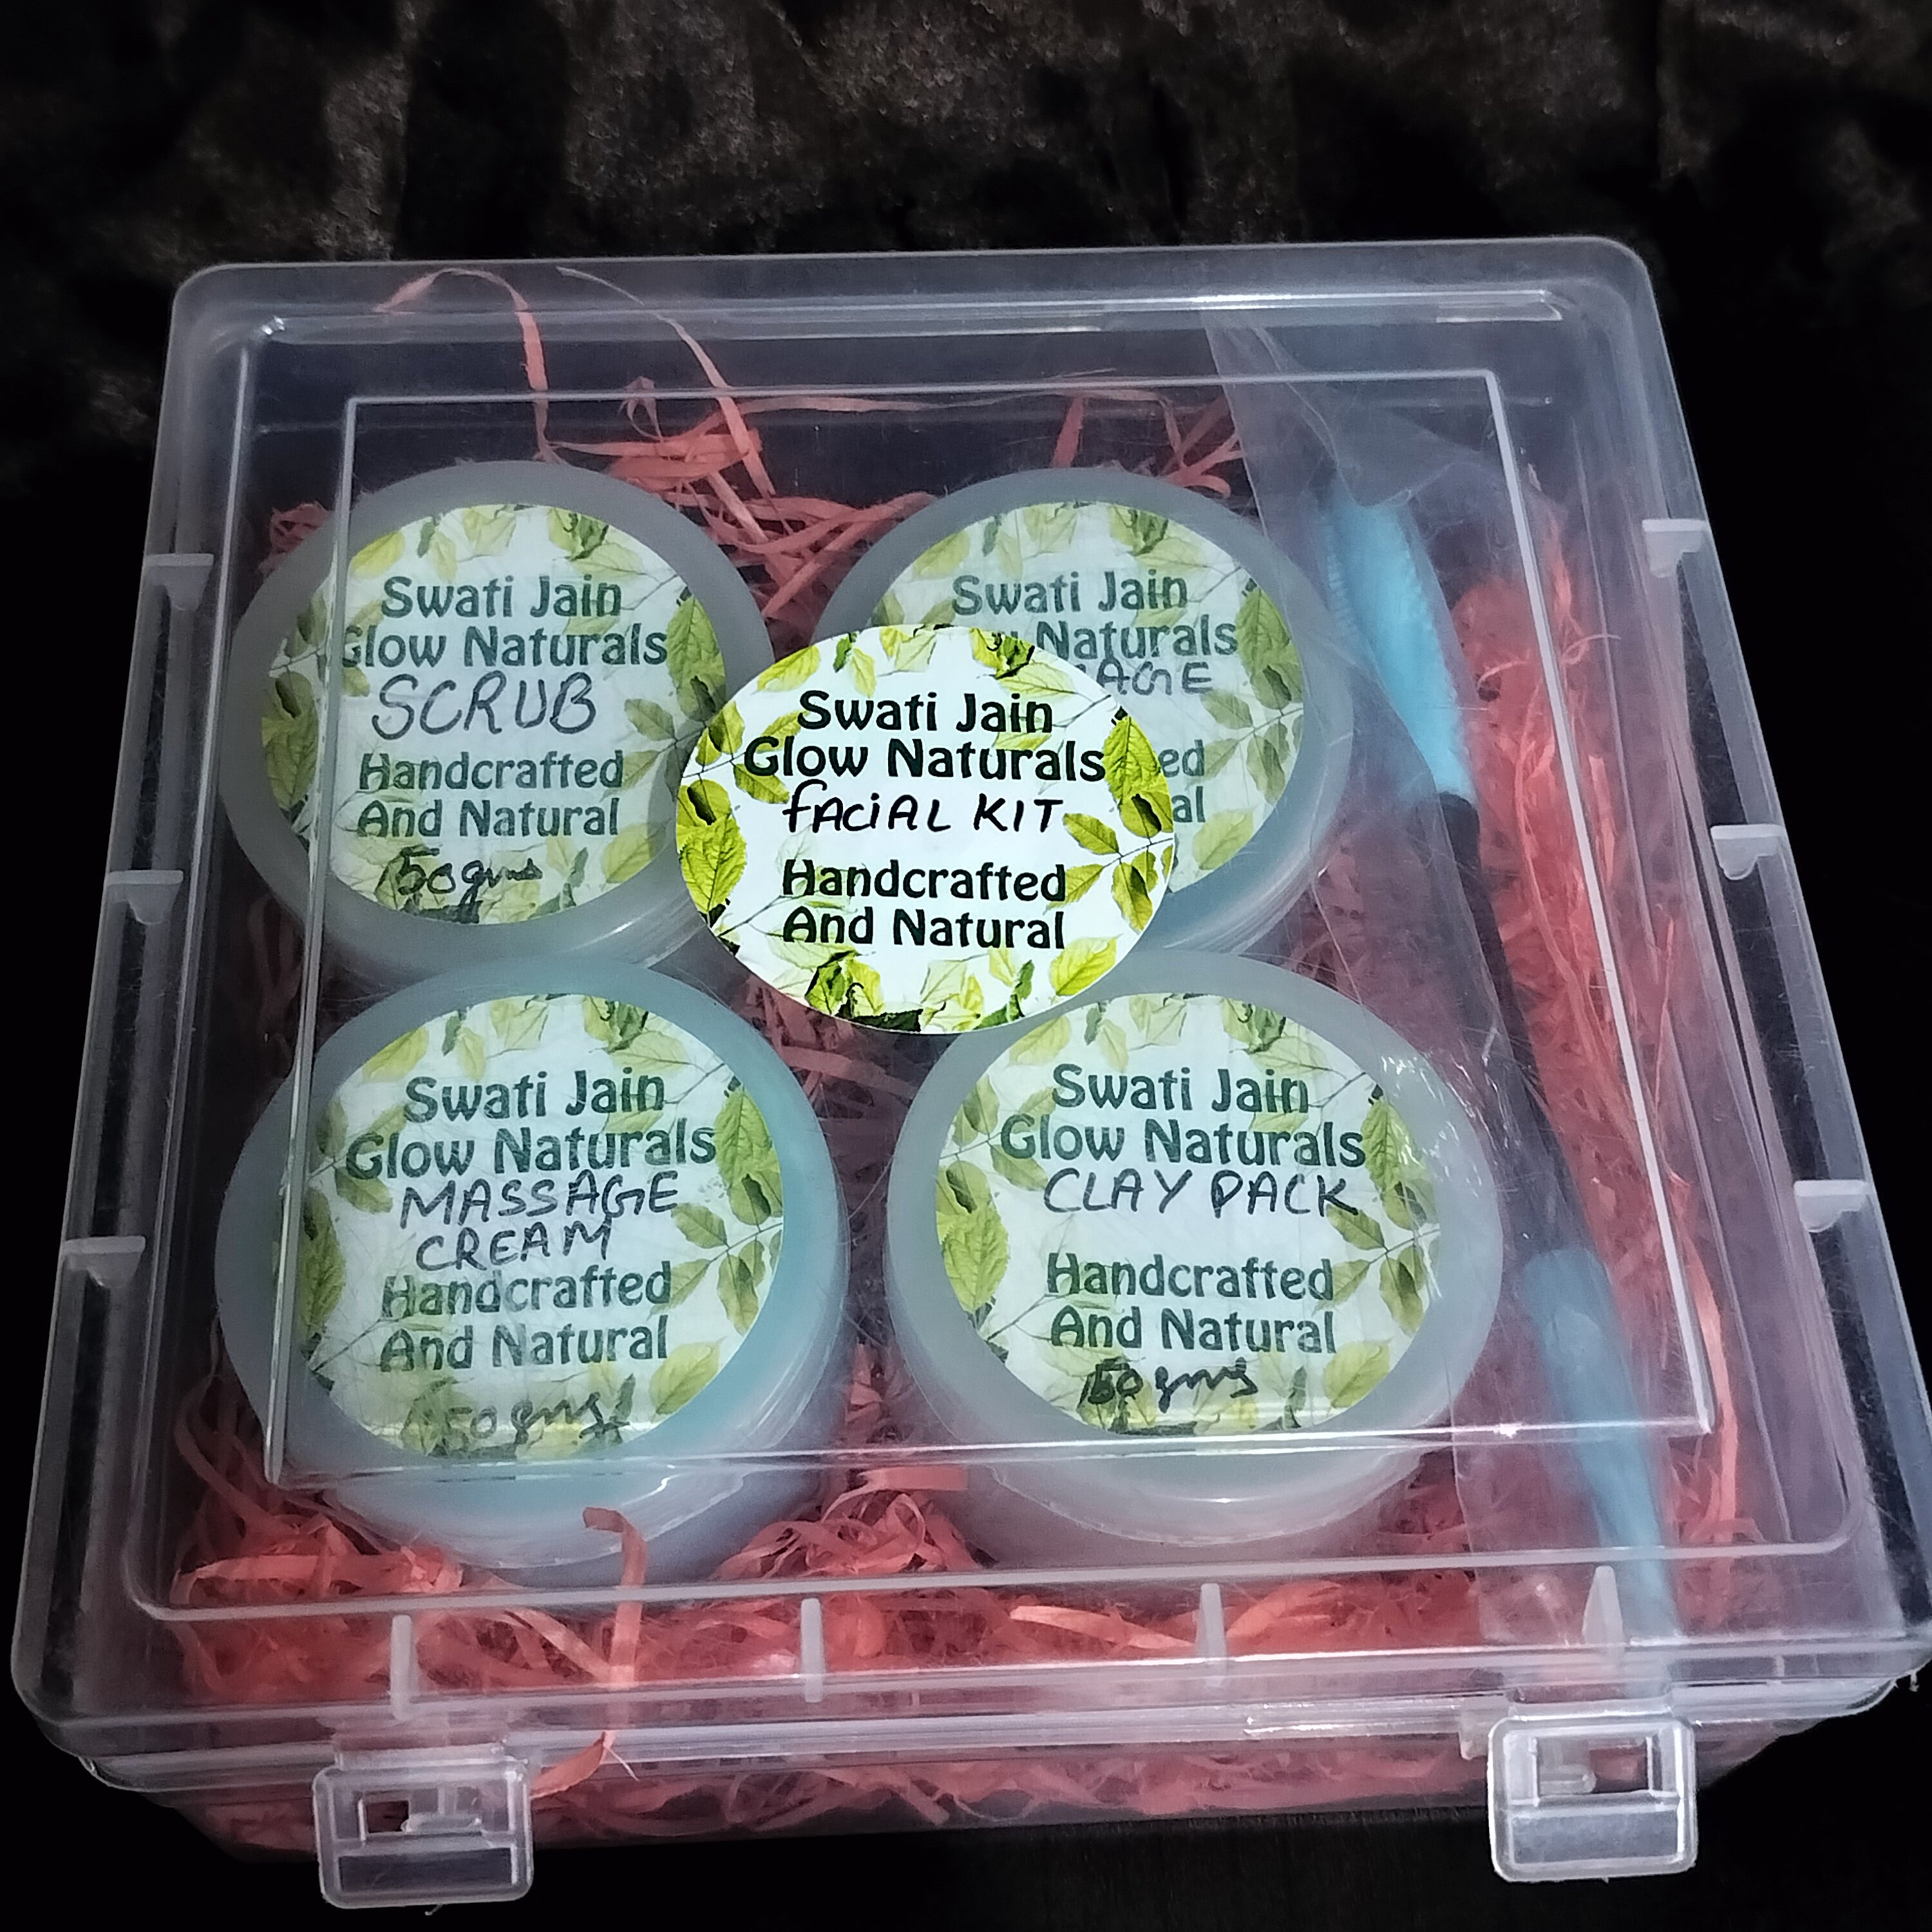 Swati Jain
Glow Naturals
SCRUB
Handcrafted
And Natural
Swati Jain
Naturals
Swati Jain
Glow Naturals
FACIAL KIT
Handcrafted
And Natural
Swati Jain
Glow Naturals
MASSAGE
CREAM
Handcrafted
And Natural
50gms
Swati Jain
Glow Naturals
CLAY PACK
Handcrafted
And Natural